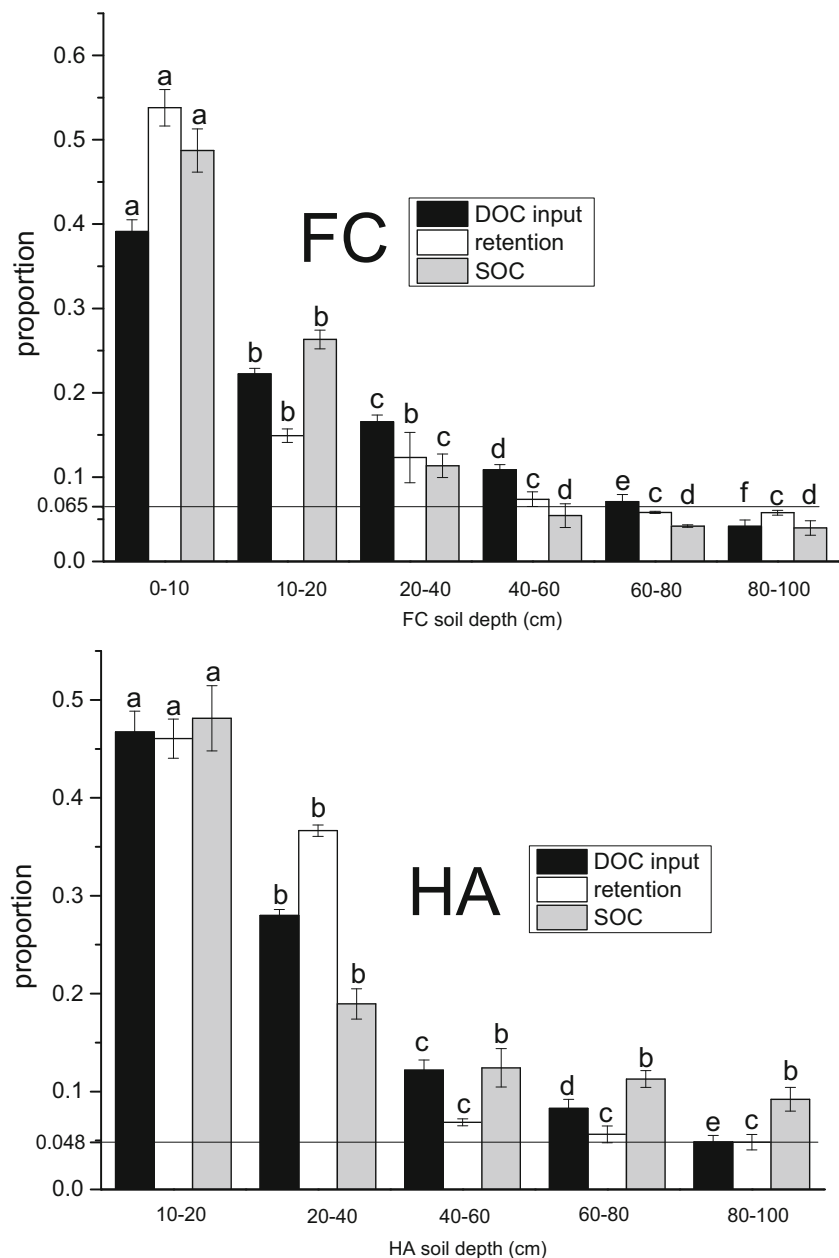 0.6
0.5
0.4
0.3
0.2
0.1
0.065
0.0
proportion
FC
DOC input
retention
SOC
a a a
b b b
c b c
d c d
e c d
f c d
0-10 10-20 20-40 40-60 60-80 80-100
FC soil depth (cm)
0.5
0.4
0.3
0.2
0.1
0.048
0.0
proportion
HA
DOC input
retention
SOC
a a a
b b b
c c b
d c b
e c b
10-20 20-40 40-60 60-80 80-100
HA soil depth (cm)